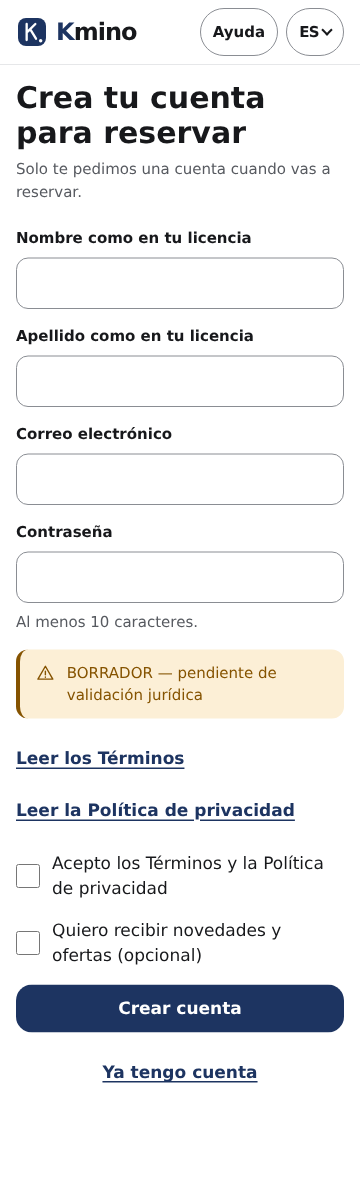 Kmino
Ayuda
ES
Crea tu cuenta
para reservar
Solo te pedimos una cuenta cuando vas a
reservar.
Nombre como en tu licencia
Apellido como en tu licencia
Correo electrónico
Contraseña
Al menos 10 caracteres.
BORRADOR — pendiente de
validación jurídica
Leer los Términos
Leer la Política de privacidad
Acepto los Términos y la Política
de privacidad
Quiero recibir novedades y
ofertas (opcional)
Crear cuenta
Ya tengo cuenta